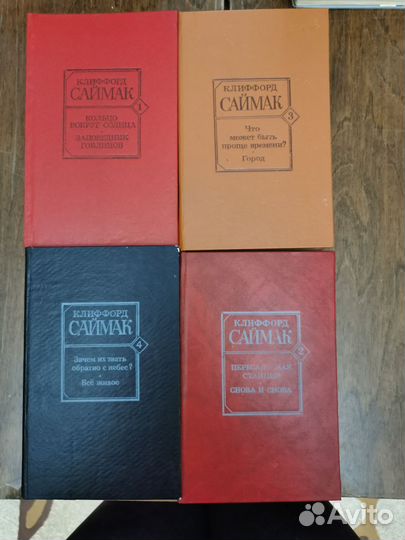 КЛИФФОРД
САЙМАК
1
КОЛЬЦО
ВОКРУГ СОЛНЦА
ЗАПОВЕДНИК
ГОБЛИНОВ
КЛИФФОРД
САЙМАК
3
Что
может быть
проще времени?
Город
КЛИФФОРД
САЙМАК
4
Зачем их звать
обратно с небес?
Всё живое
КЛИФФОРД
САЙМАК
2
СТАНЦИЯ
СНОВА И СНОВА
Avito